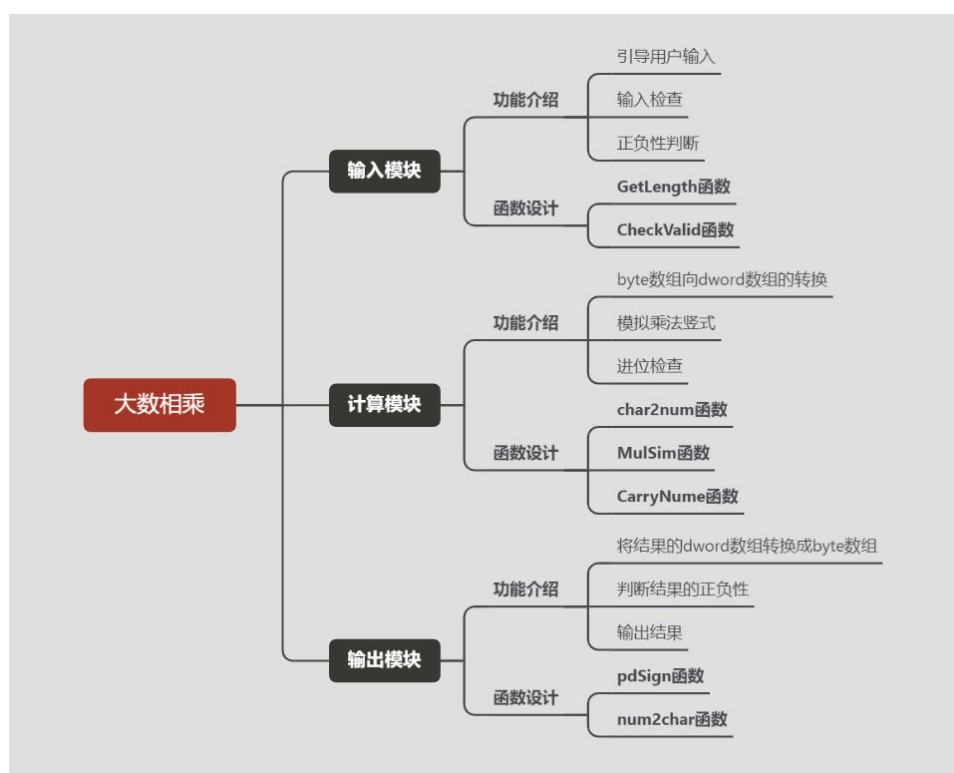 大数相乘
输入模块
功能介绍
引导用户输入
输入检查
正负性判断
函数设计
GetLength函数
CheckValid函数
计算模块
功能介绍
byte数组向dword数组的转换
模拟乘法竖式
进位检查
函数设计
char2num函数
MulSim函数
CarryNume函数
输出模块
功能介绍
将结果的dword数组转换成byte数组
判断结果的正负性
输出结果
函数设计
pdSign函数
num2char函数